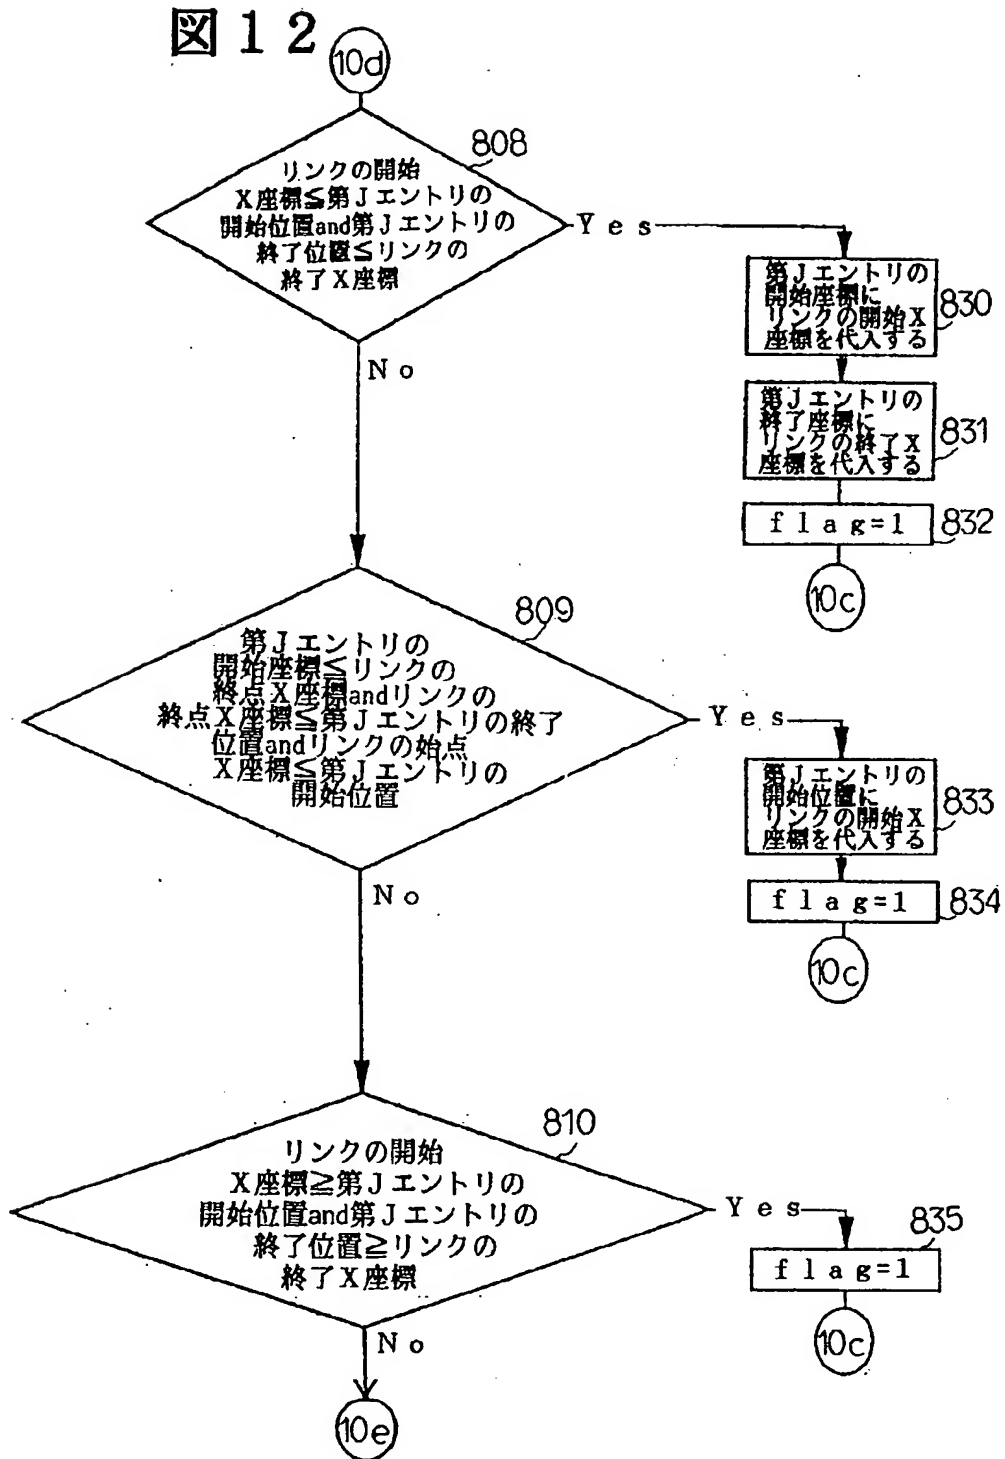 図12
10d
808
リンクの開始
X座標≦第Jエントリの
開始位置and第Jエントリの
終了位置≦リンクの
終了X座標
Yes
第Jエントリの
開始座標に
リンクの開始X
座標を代入する
830
No
第Jエントリの
終了座標に
リンクの終了X
座標を代入する
831
flag=1
832
10c
809
第Jエントリの
開始座標≦リンクの
終点X座標andリンクの
終点X座標≦第Jエントリの終了
位置andリンクの始点
X座標≦第Jエントリの
開始位置
Yes
第Jエントリの
開始位置に
リンクの開始X
座標を代入する
833
No
flag=1
834
10c
810
リンクの開始
X座標≧第Jエントリの
開始位置and第Jエントリの
終了位置≧リンクの
終了X座標
Yes
835
flag=1
No
10c
10e